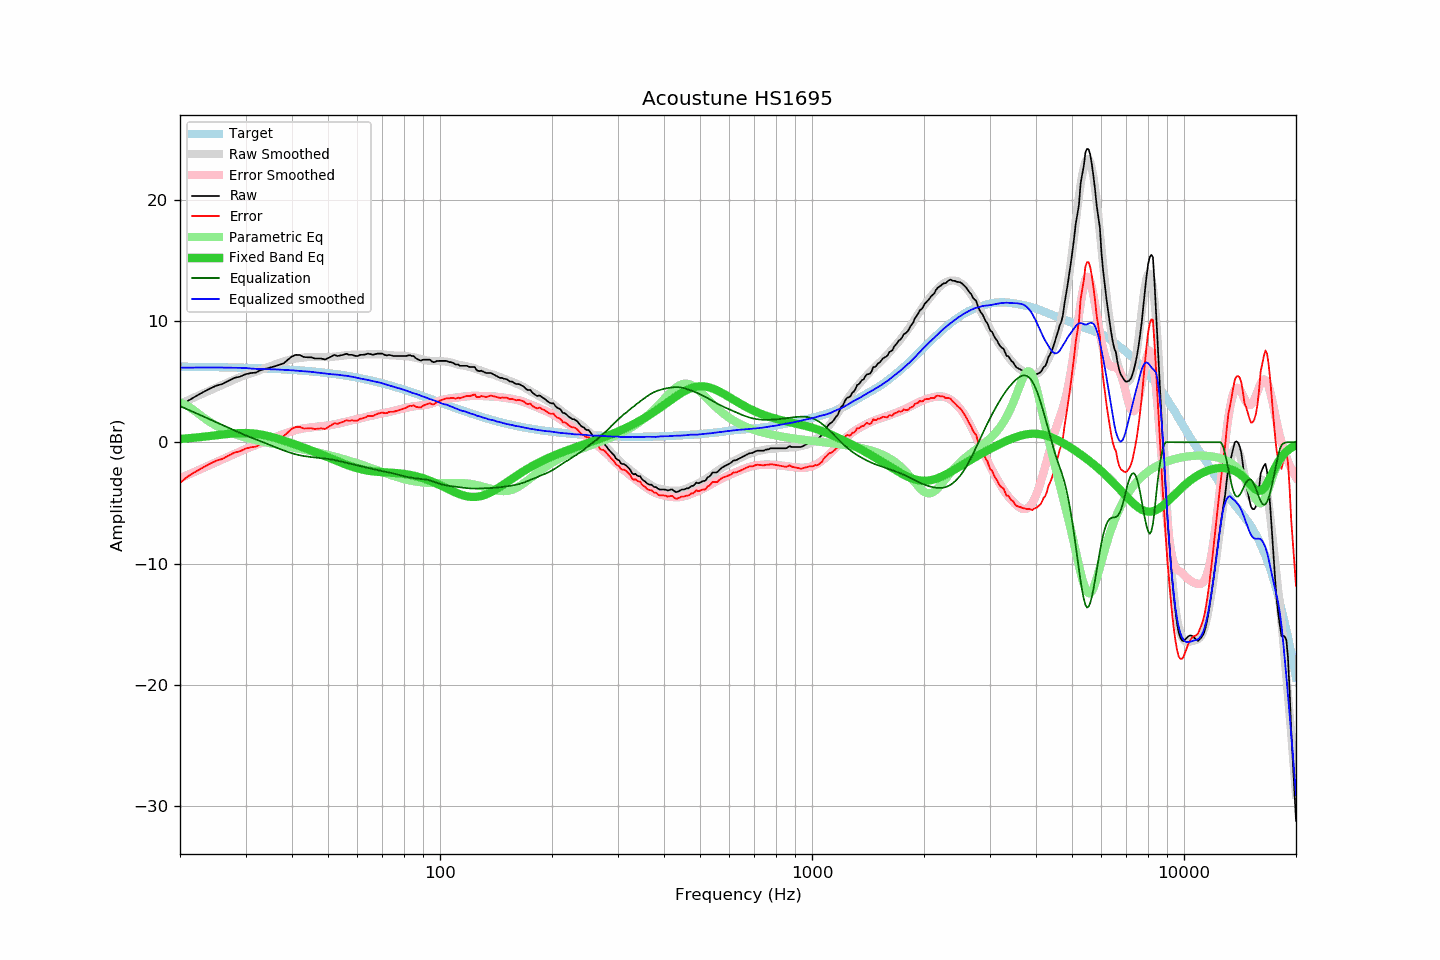 Acoustune HS1695
Target
Raw Smoothed
Error Smoothed
Raw
Error
Parametric Eq
Fixed Band Eq
Equalization
Equalized smoothed
Amplitude (dBr)
20
10
0
−10
−20
−30
100
1000
10000
Frequency (Hz)